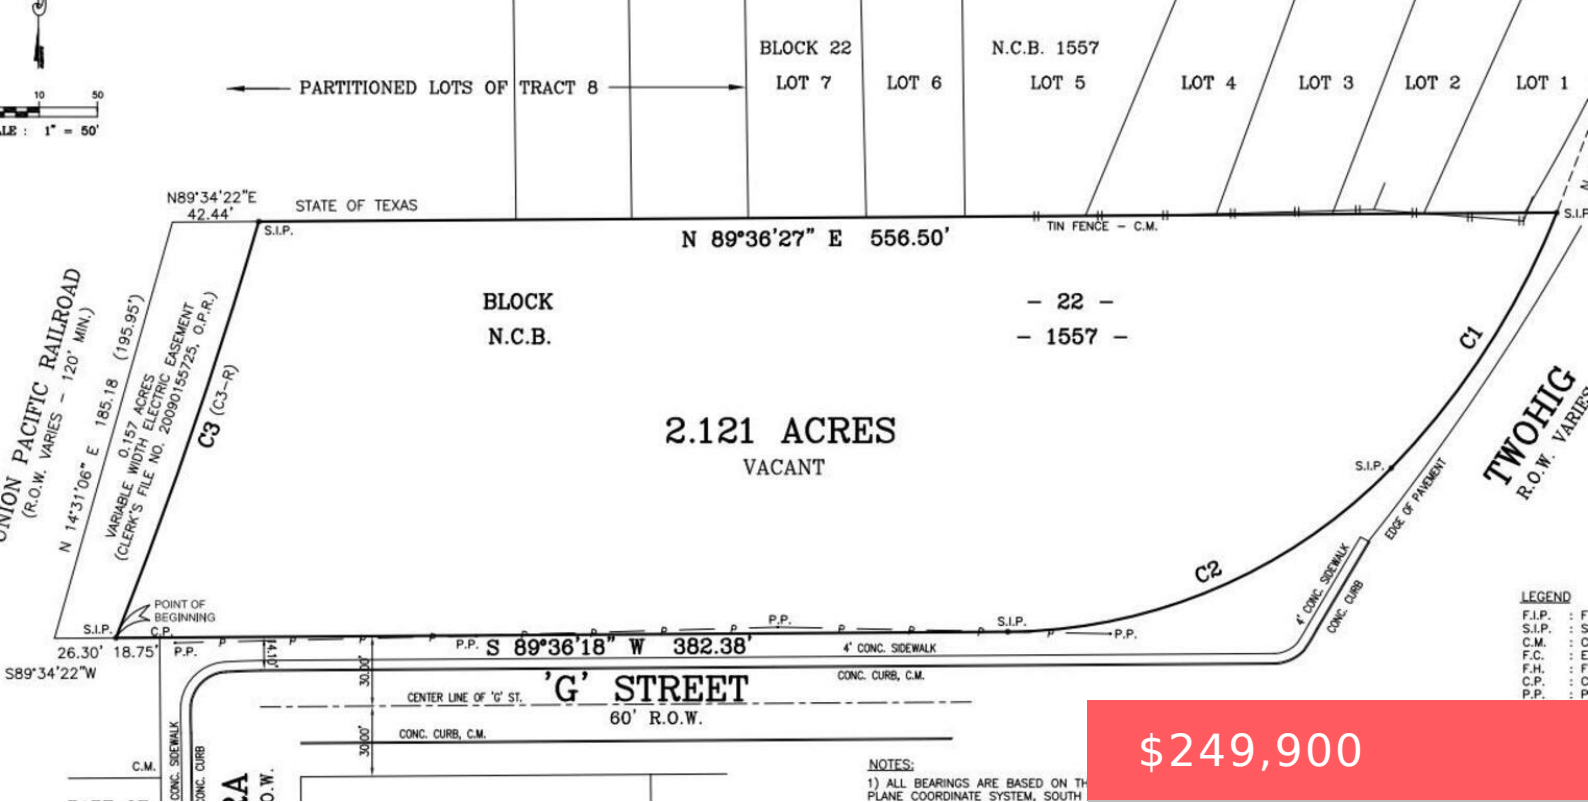 10 50
SCALE : 1" = 50'
PARTITIONED LOTS OF TRACT 8
BLOCK 22
LOT 7
LOT 6
N.C.B. 1557
LOT 5
LOT 4
LOT 3
LOT 2
LOT 1
N89°34'22"E
42.44'
STATE OF TEXAS
S.I.P.
N 89°36'27" E 556.50'
TIN FENCE - C.M.
S.I.P.
BLOCK - 22 -
N.C.B. - 1557 -
2.121 ACRES
VACANT
UNION PACIFIC RAILROAD
(R.O.W. VARIES - 120' MIN.)
N 14°31'06" E 185.18 (195.95')
0.157 ACRES
VARIABLE WIDTH ELECTRIC EASEMENT
(CLERK'S FILE NO. 20090155725, O.P.R.)
C3 (C3-R)
C1
TWOHIG
R.O.W. VARIES
S.I.P.
EDGE OF PAVEMENT
C2
4' CONC. SIDEWALK
CONC. CURB
POINT OF
BEGINNING
S.I.P.
C.P.
26.30' 18.75'
P.P.
S89°34'22"W
14.10'
P.P.
S 89°36'18" W 382.38'
P.P.
S.I.P.
P.P.
4' CONC. SIDEWALK
CONC. CURB, C.M.
'G' STREET
60' R.O.W.
CENTER LINE OF 'G' ST.
30.00'
30.00'
CONC. CURB, C.M.
C.M.
CONC. SIDEWALK
CONC. CURB
RA
O.W.
LEGEND
F.I.P. : F
S.I.P. : S
C.M. : C
F.C. : E
F.H. : F
C.P. : C
P.P. : P
NOTES:
1) ALL BEARINGS ARE BASED ON TH
PLANE COORDINATE SYSTEM, SOUTH
$249,900